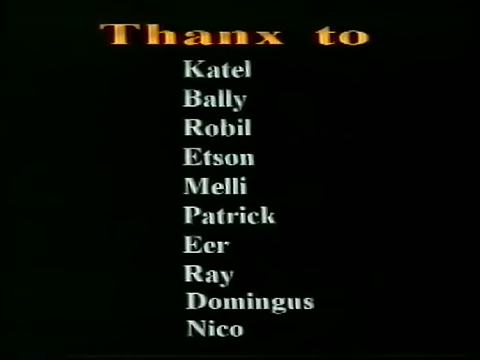 Thanx to
Katel
Bally
Robil
Etson
Melli
Patrick
Eer
Ray
Domingus
Nico